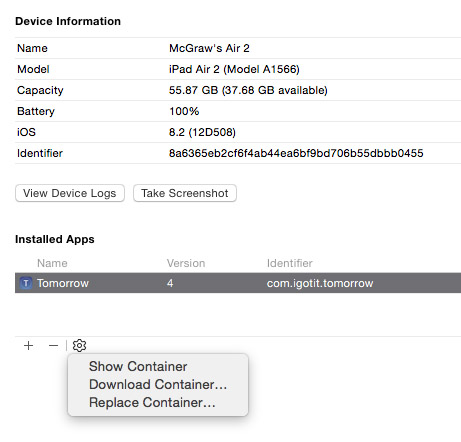 Device Information
Name McGraw's Air 2
Model iPad Air 2 (Model A1566)
Capacity 55.87 GB (37.68 GB available)
Battery 100%
iOS 8.2 (12D508)
Identifier 8a6365eb2cf6f4ab44ea6bf9bd706b55dbbb0455
View Device Logs Take Screenshot
Installed Apps
Name Version Identifier
T Tomorrow 4 com.igotit.tomorrow
Show Container
Download Container...
Replace Container...